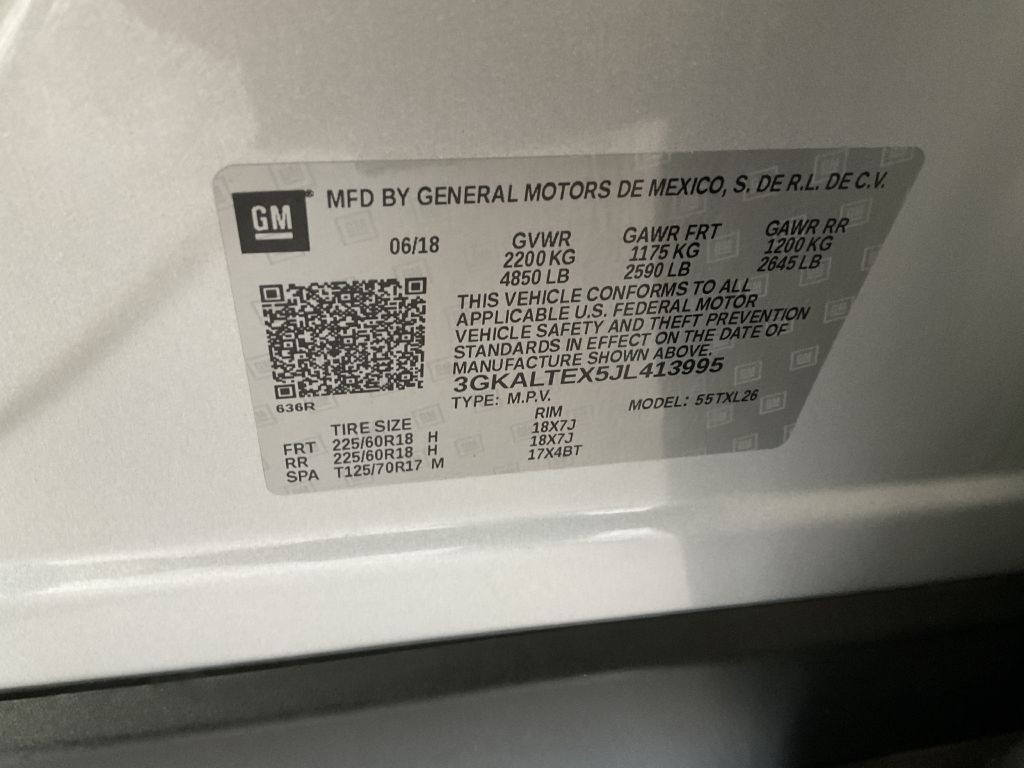 GM® MFD BY GENERAL MOTORS DE MEXICO, S. DE R.L. DE C.V.
06/18
GVWR
2200 KG
4850 LB
GAWR FRT
1175 KG
2590 LB
GAWR RR
1200 KG
2645 LB
THIS VEHICLE CONFORMS TO ALL
APPLICABLE U.S. FEDERAL MOTOR
VEHICLE SAFETY AND THEFT PREVENTION
STANDARDS IN EFFECT ON THE DATE OF
MANUFACTURE SHOWN ABOVE.
3GKALTEX5JL413995
636R
TYPE: M.P.V. MODEL: 55TXL26
TIRE SIZE RIM
FRT 225/60R18 H 18X7J
RR 225/60R18 H 18X7J
SPA T125/70R17 M 17X4BT